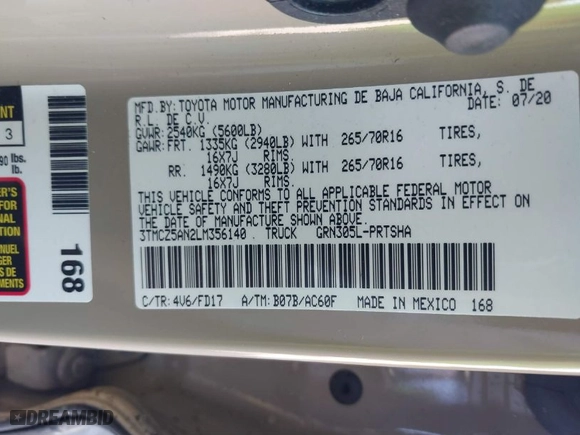 MFD.BY:TOYOTA MOTOR MANUFACTURING DE BAJA CALIFORNIA, S. DE
R.L. DE C.V. DATE: 07/20
GVWR:2540KG (5600LB)
GAWR:FRT. 1335KG (2940LB) WITH 265/70R16 TIRES,
16X7J RIMS.
RR. 1490KG (3280LB) WITH 265/70R16 TIRES,
16X7J RIMS.
THIS VEHICLE CONFORMS TO ALL APPLICABLE FEDERAL MOTOR
VEHICLE SAFETY AND THEFT PREVENTION STANDARDS IN EFFECT ON
THE DATE OF MANUFACTURE SHOWN ABOVE.
3TMCZ5AN2LM356140 TRUCK GRN305L-PRTSHA
C/TR: 4V6/FD17 A/TM: B07B/AC60F MADE IN MEXICO 168
3
lbs.
lb.
168
DREAMBID